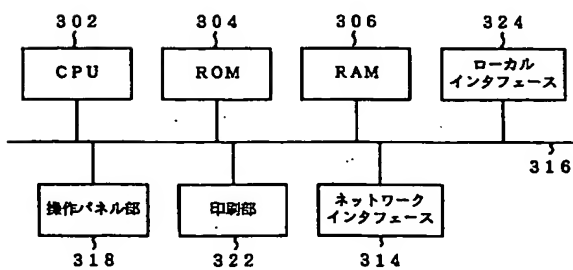 302
304
306
324
CPU
ROM
RAM
ローカル
インタフェース
316
操作パネル部
印刷部
ネットワーク
インタフェース
318
322
314